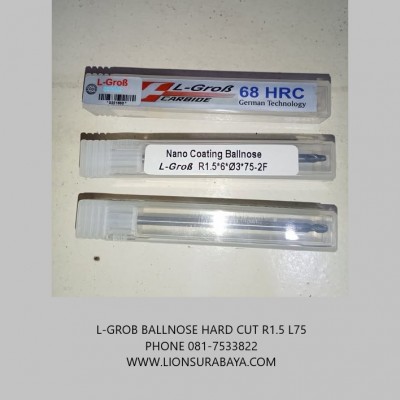 L-Groß
L-Groß
CARBIDE
68 HRC
German Technology
Nano Coating Ballnose
L-Groß R1.5*6*Ø3*75-2F
L-GROB BALLNOSE HARD CUT R1.5 L75
PHONE 081-7533822
WWW.LIONSURABAYA.COM